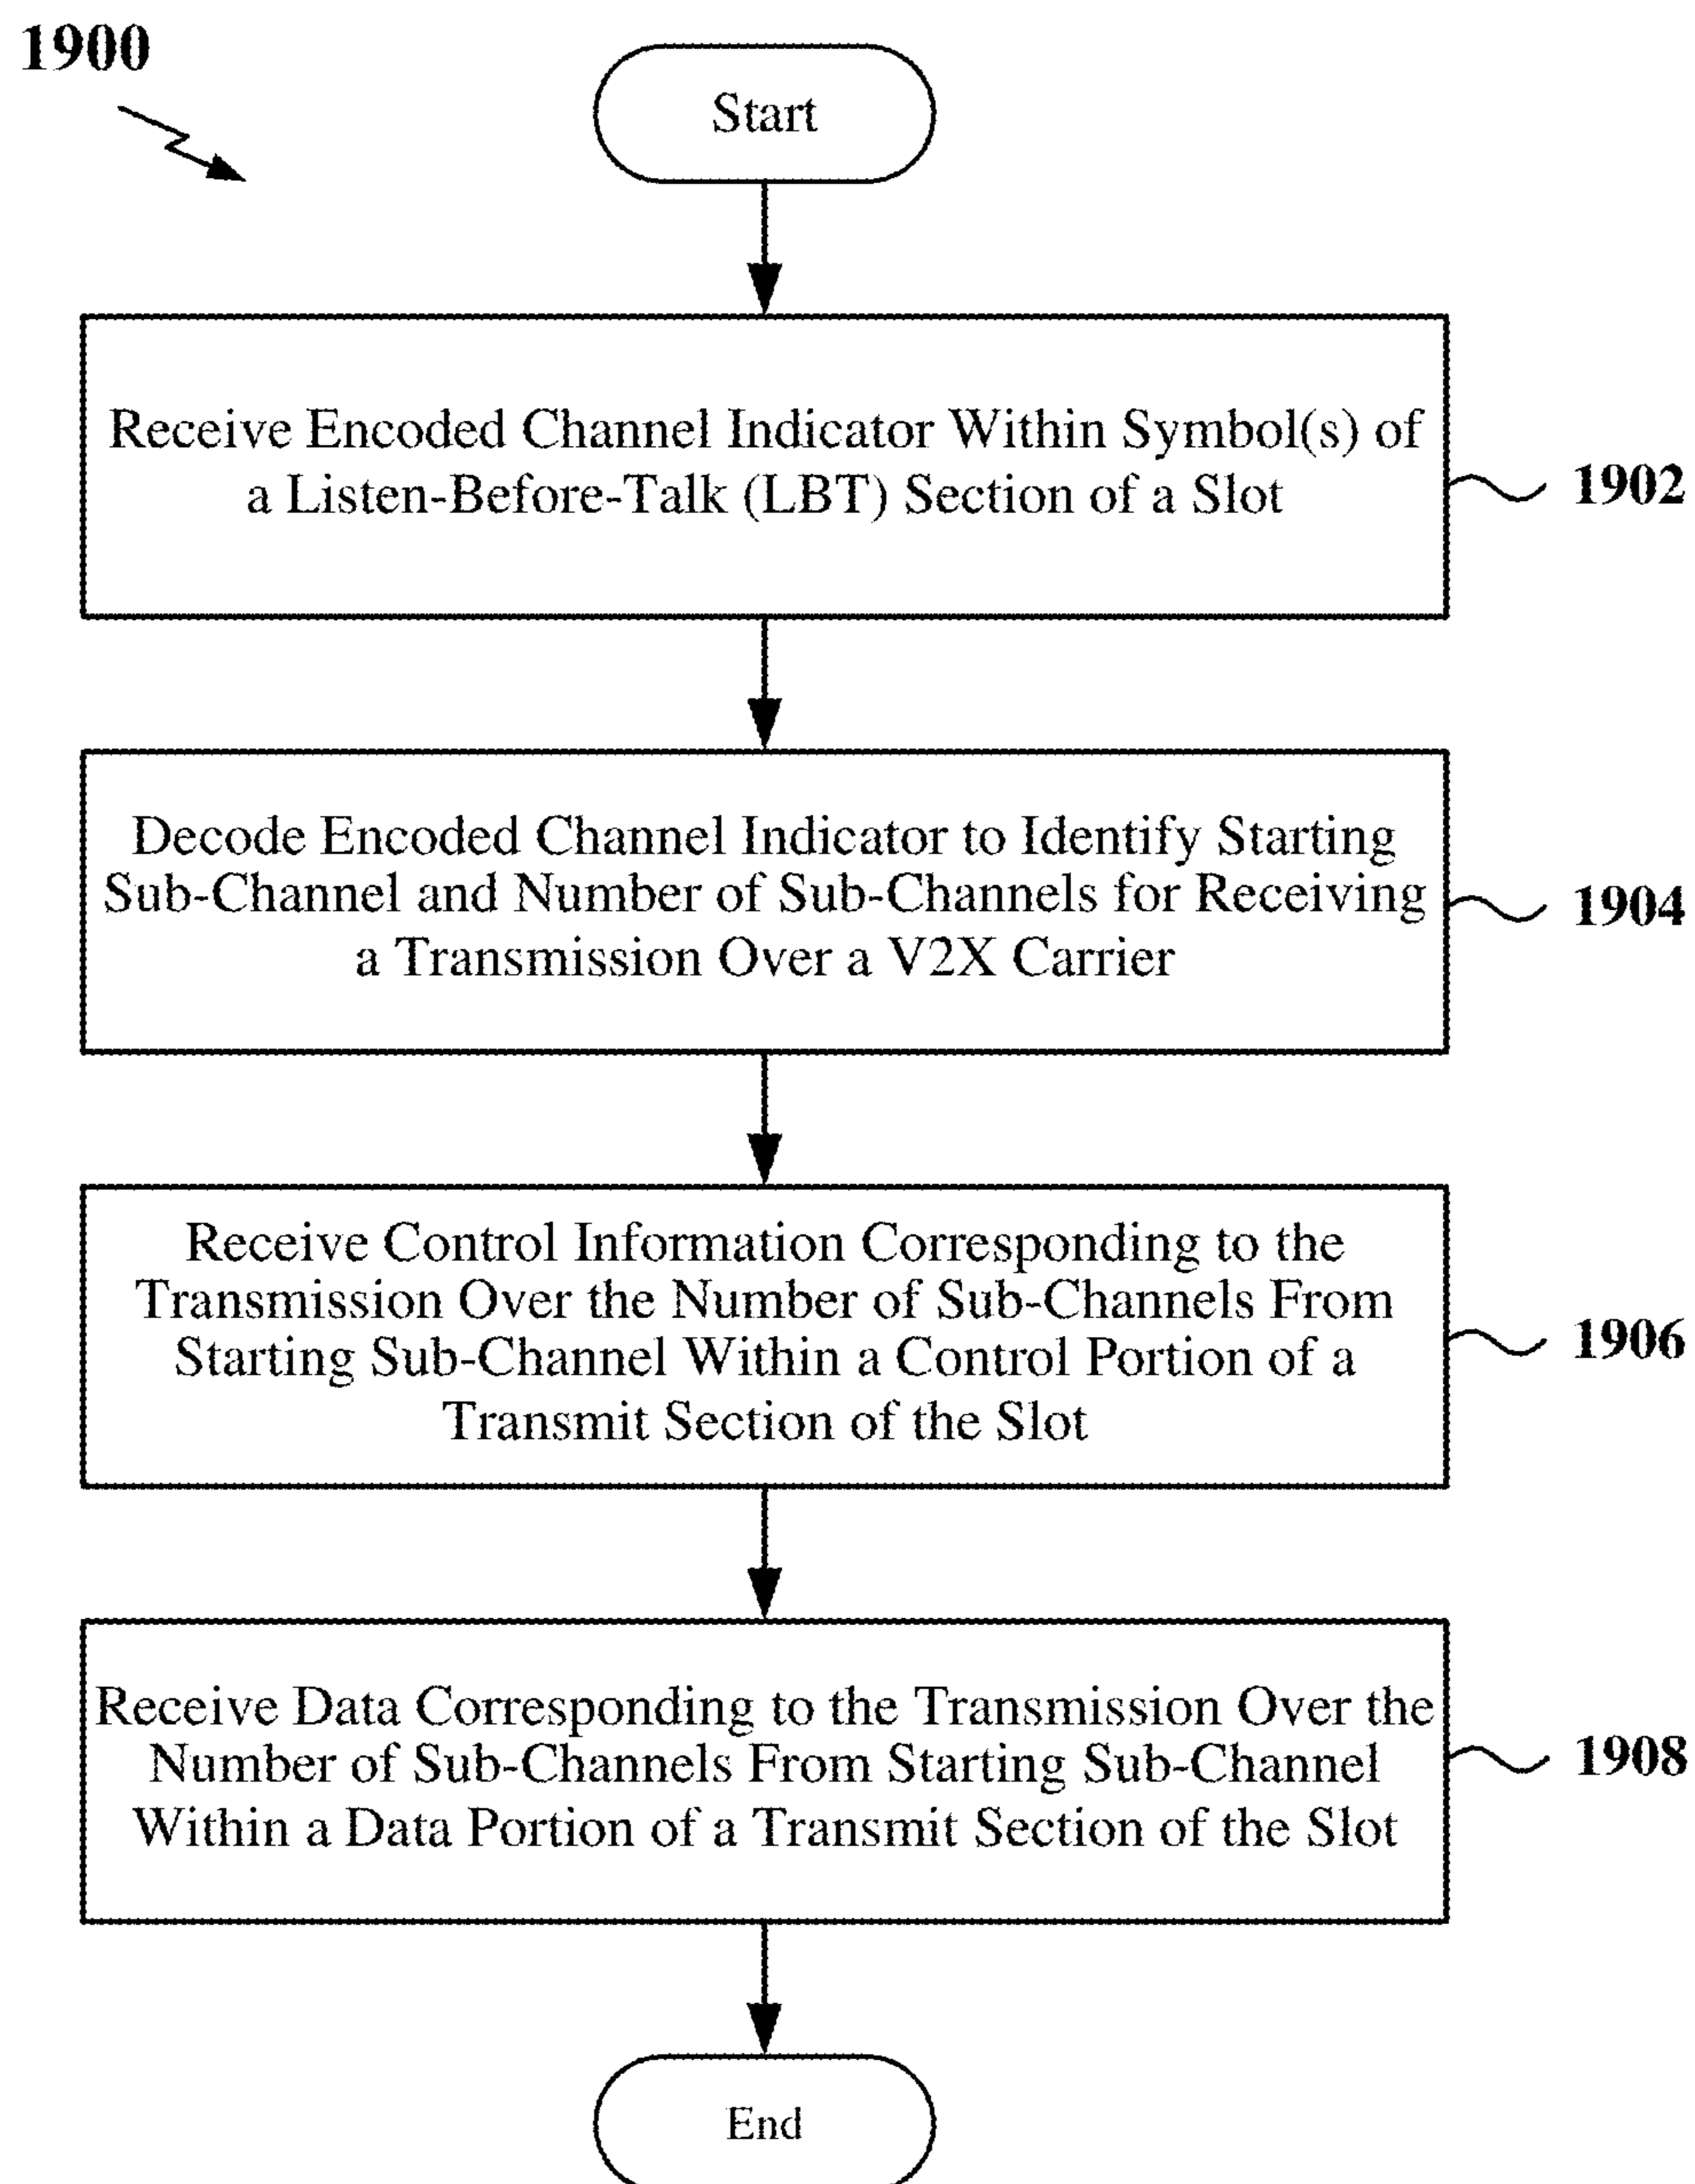 1900
Start
Receive Encoded Channel Indicator Within Symbol(s) of
a Listen-Before-Talk (LBT) Section of a Slot
1902
Decode Encoded Channel Indicator to Identify Starting
Sub-Channel and Number of Sub-Channels for Receiving
a Transmission Over a V2X Carrier
1904
Receive Control Information Corresponding to the
Transmission Over the Number of Sub-Channels From
Starting Sub-Channel Within a Control Portion of a
Transmit Section of the Slot
1906
Receive Data Corresponding to the Transmission Over the
Number of Sub-Channels From Starting Sub-Channel
Within a Data Portion of a Transmit Section of the Slot
1908
End